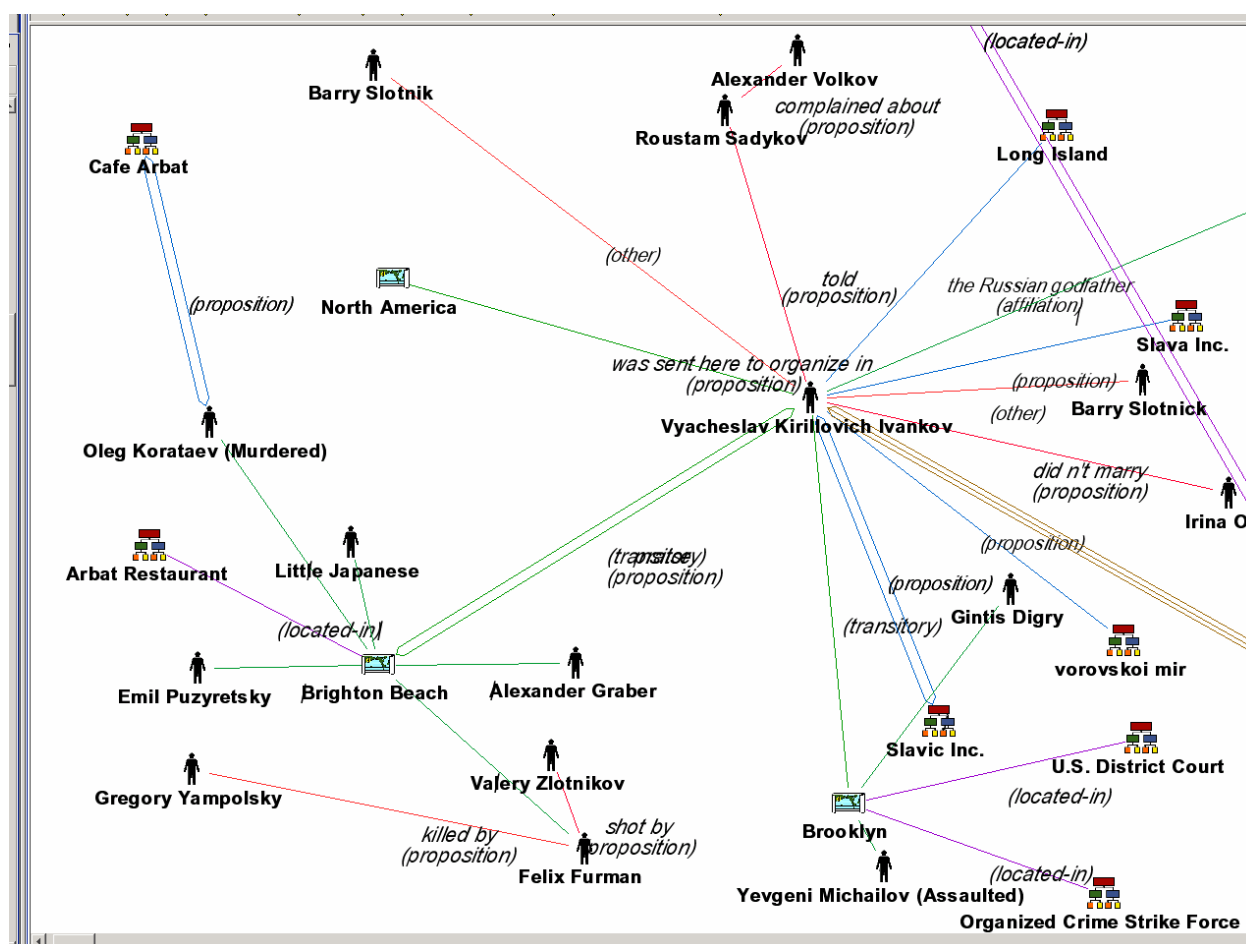 (located-in)
Alexander Volkov
Barry Slotnik
complained about
(proposition)
Roustam Sadykov
Long Island
Cafe Arbat
(other)
told
(proposition)
the Russian godfather
(affiliation)
North America
(proposition)
Slava Inc.
was sent here to organize in
(proposition)
(proposition)
Barry Slotnick
(other)
Vyacheslav Kirillovich Ivankov
Oleg Korataev (Murdered)
did n't marry
(proposition)
Irina O
Arbat Restaurant
Little Japanese
(proposition)
(transitory)
(proposition)
(proposition)
Gintis Digry
(transitory)
(located-in)
vorovskoi mir
Emil Puzyretsky
Brighton Beach
Alexander Graber
Slavic Inc.
U.S. District Court
Valery Zlotnikov
Gregory Yampolsky
(located-in)
killed by
(proposition)
shot by
proposition)
Brooklyn
Felix Furman
(located-in)
Yevgeni Michailov (Assaulted)
Organized Crime Strike Force